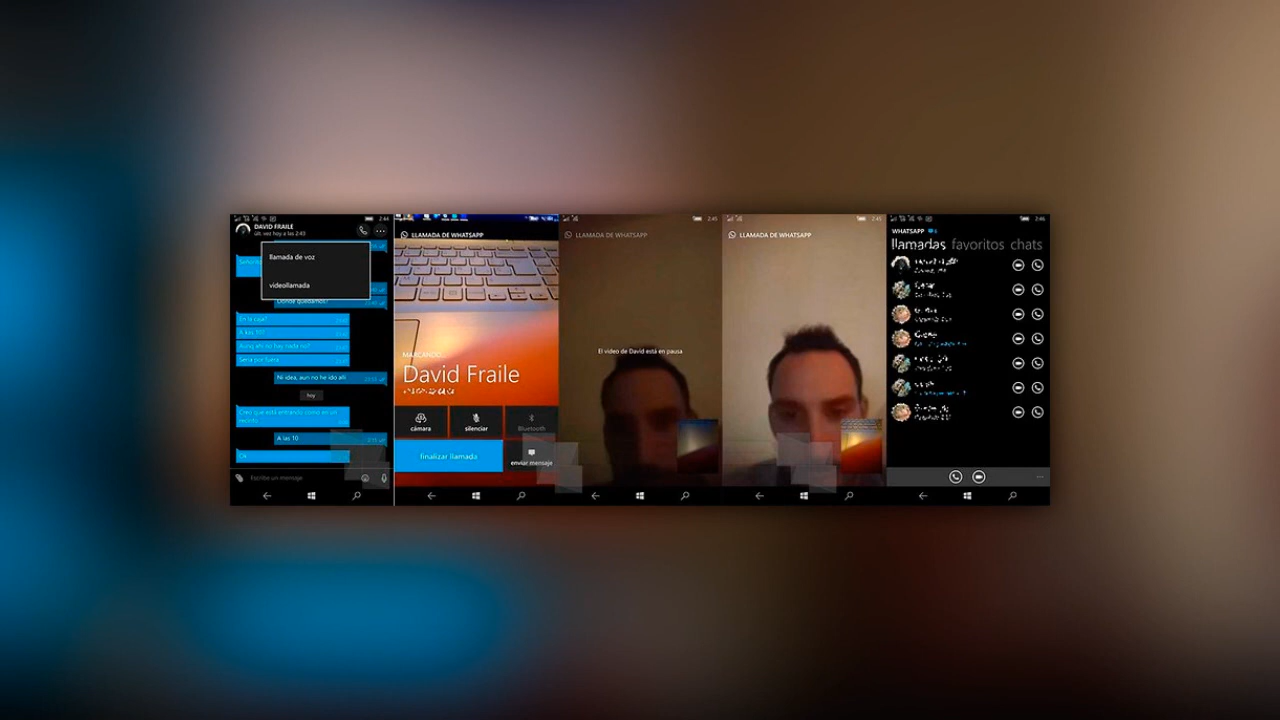 2:44
DAVID FRAILE
últ. vez hoy a las 2:43
llamada de voz
videollamada
Dónde quedamos?
En la caja?
A las 10?
Aung ahí no hay nada no?
Sería por fuera
Ni idea, aun no he ido allí
hoy
Creo que está entrando como en un
recinto
A las 10
Ok
Escribe un mensaje
LLAMADA DE WHATSAPP
MARCANDO...
David Fraile
cámara
silenciar
Bluetooth
finalizar llamada
enviar mensaje
2:45
LLAMADA DE WHATSAPP
El video de David está en pausa
2:45
LLAMADA DE WHATSAPP
2:46
WHATSAPP
llamadas favoritos chats